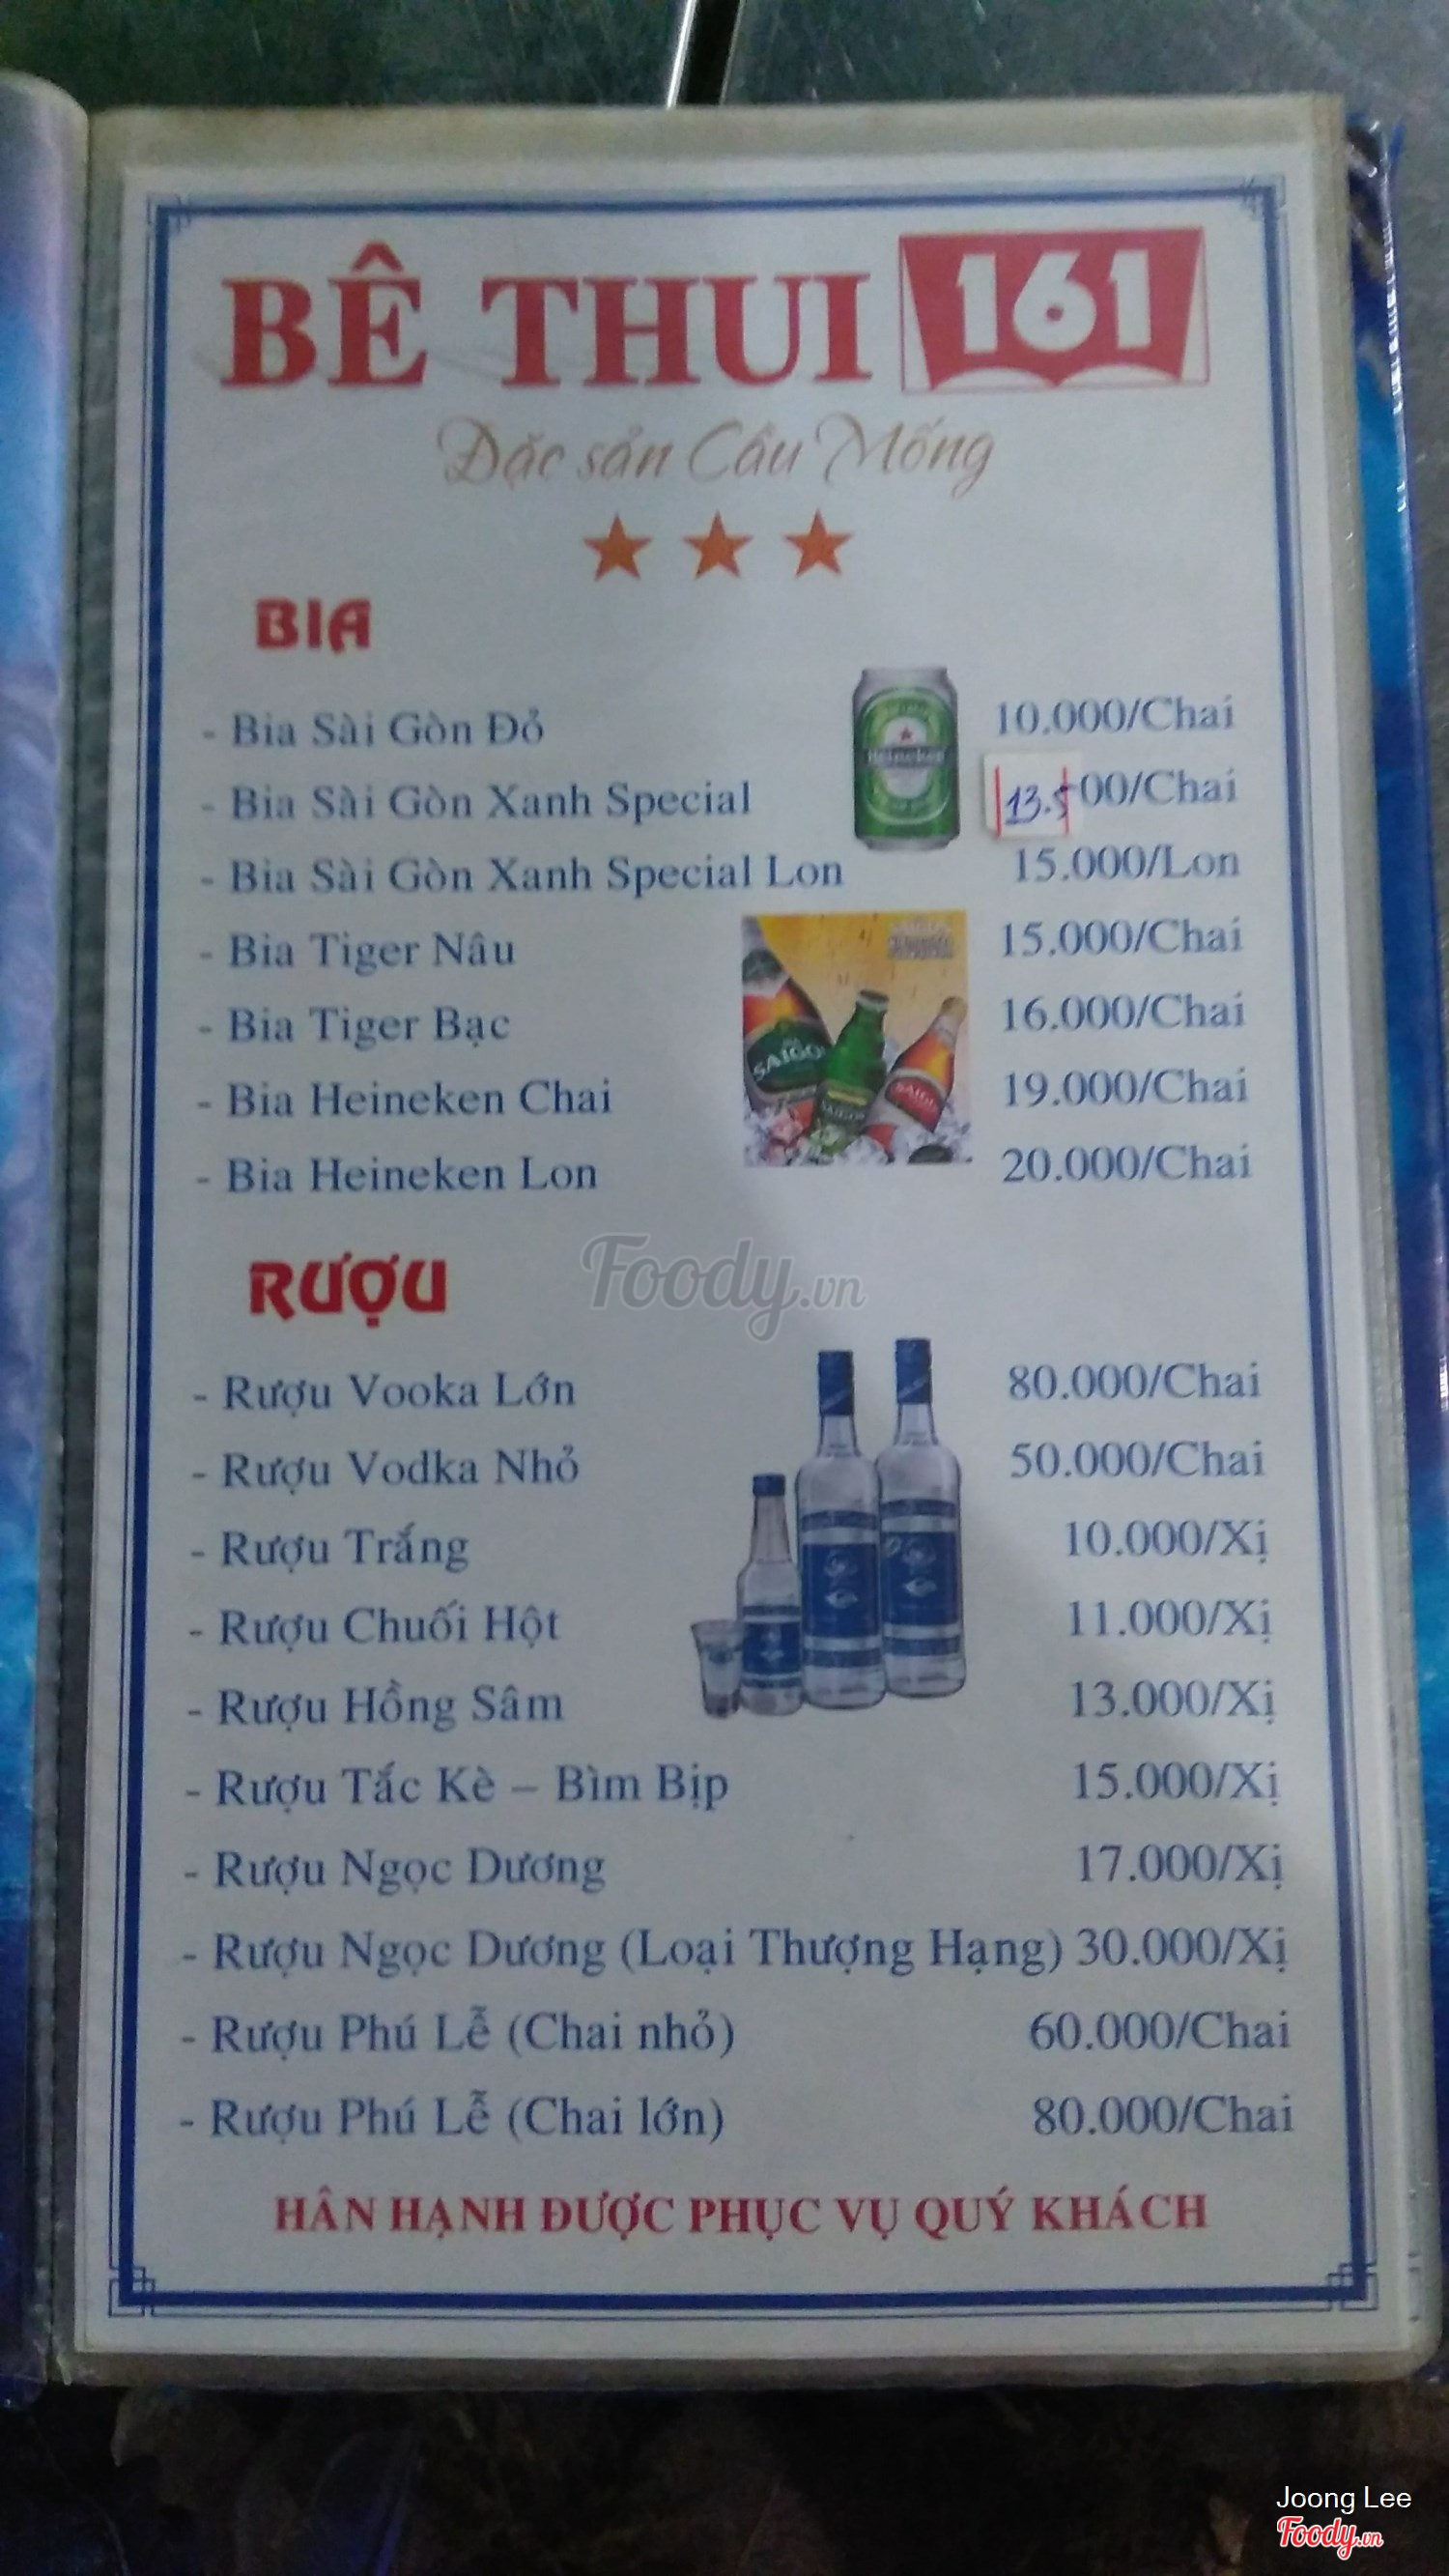 BÊ THUI 161
Đặc sản Cầu Mống
BIA
- Bia Sài Gòn Đỏ 10.000/Chai
- Bia Sài Gòn Xanh Special 13.500/Chai
- Bia Sài Gòn Xanh Special Lon 15.000/Lon
- Bia Tiger Nâu 15.000/Chai
- Bia Tiger Bạc 16.000/Chai
- Bia Heineken Chai 19.000/Chai
- Bia Heineken Lon 20.000/Chai
Heineken
SAIGON
SAIGON
SAIGON
Foody.vn
RƯỢU
- Rượu Vooka Lớn 80.000/Chai
- Rượu Vodka Nhỏ 50.000/Chai
- Rượu Trắng 10.000/Xị
- Rượu Chuối Hột 11.000/Xị
- Rượu Hồng Sâm 13.000/Xị
- Rượu Tắc Kè – Bìm Bịp 15.000/Xị
- Rượu Ngọc Dương 17.000/Xị
- Rượu Ngọc Dương (Loại Thượng Hạng) 30.000/Xị
- Rượu Phú Lễ (Chai nhỏ) 60.000/Chai
- Rượu Phú Lễ (Chai lớn) 80.000/Chai
HÂN HẠNH ĐƯỢC PHỤC VỤ QUÝ KHÁCH
Joong Lee
Foody.vn